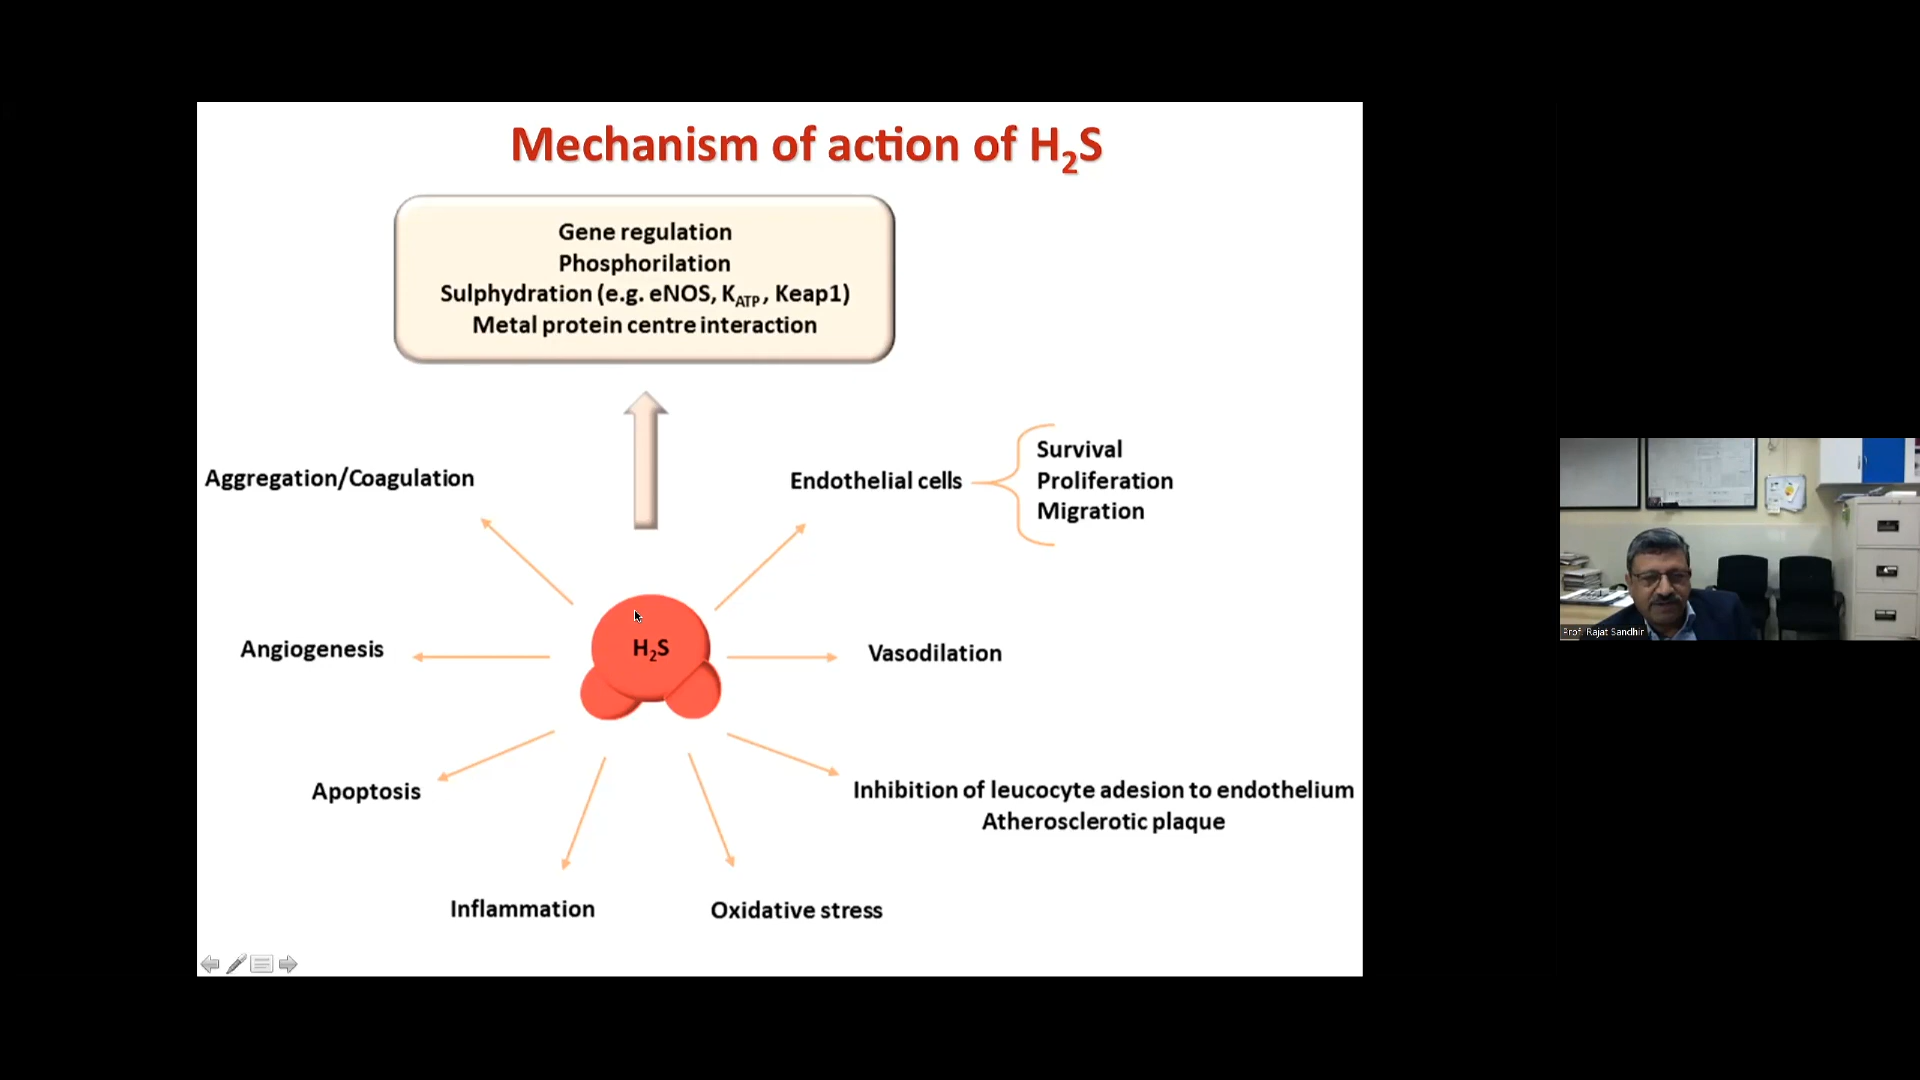 Mechanism of action of H₂S
Gene regulation
Phosphorilation
Sulphydration (e.g. eNOS, K_ATP, Keap1)
Metal protein centre interaction
Aggregation/Coagulation
Endothelial cells
Survival
Proliferation
Migration
Angiogenesis
H₂S
Vasodilation
Apoptosis
Inhibition of leucocyte adesion to endothelium
Atherosclerotic plaque
Inflammation
Oxidative stress
Prof. Rajat Sandhir